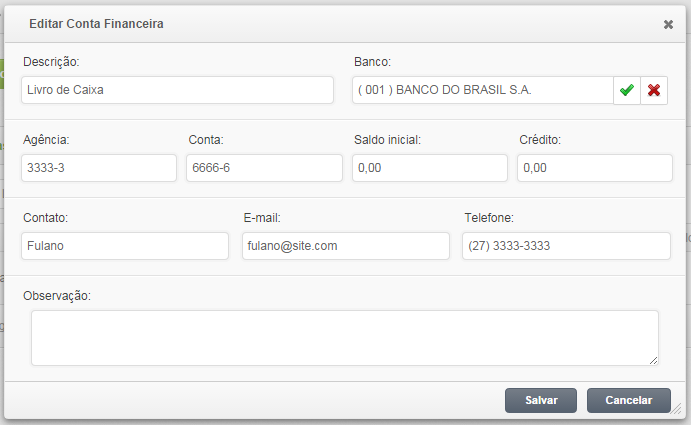 Editar Conta Financeira
Descrição: Banco:
Livro de Caixa ( 001 ) BANCO DO BRASIL S.A.
Agência: Conta: Saldo inicial: Crédito:
3333-3 6666-6 0,00 0,00
Contato: E-mail: Telefone:
Fulano fulano@site.com (27) 3333-3333
Observação:
Salvar Cancelar